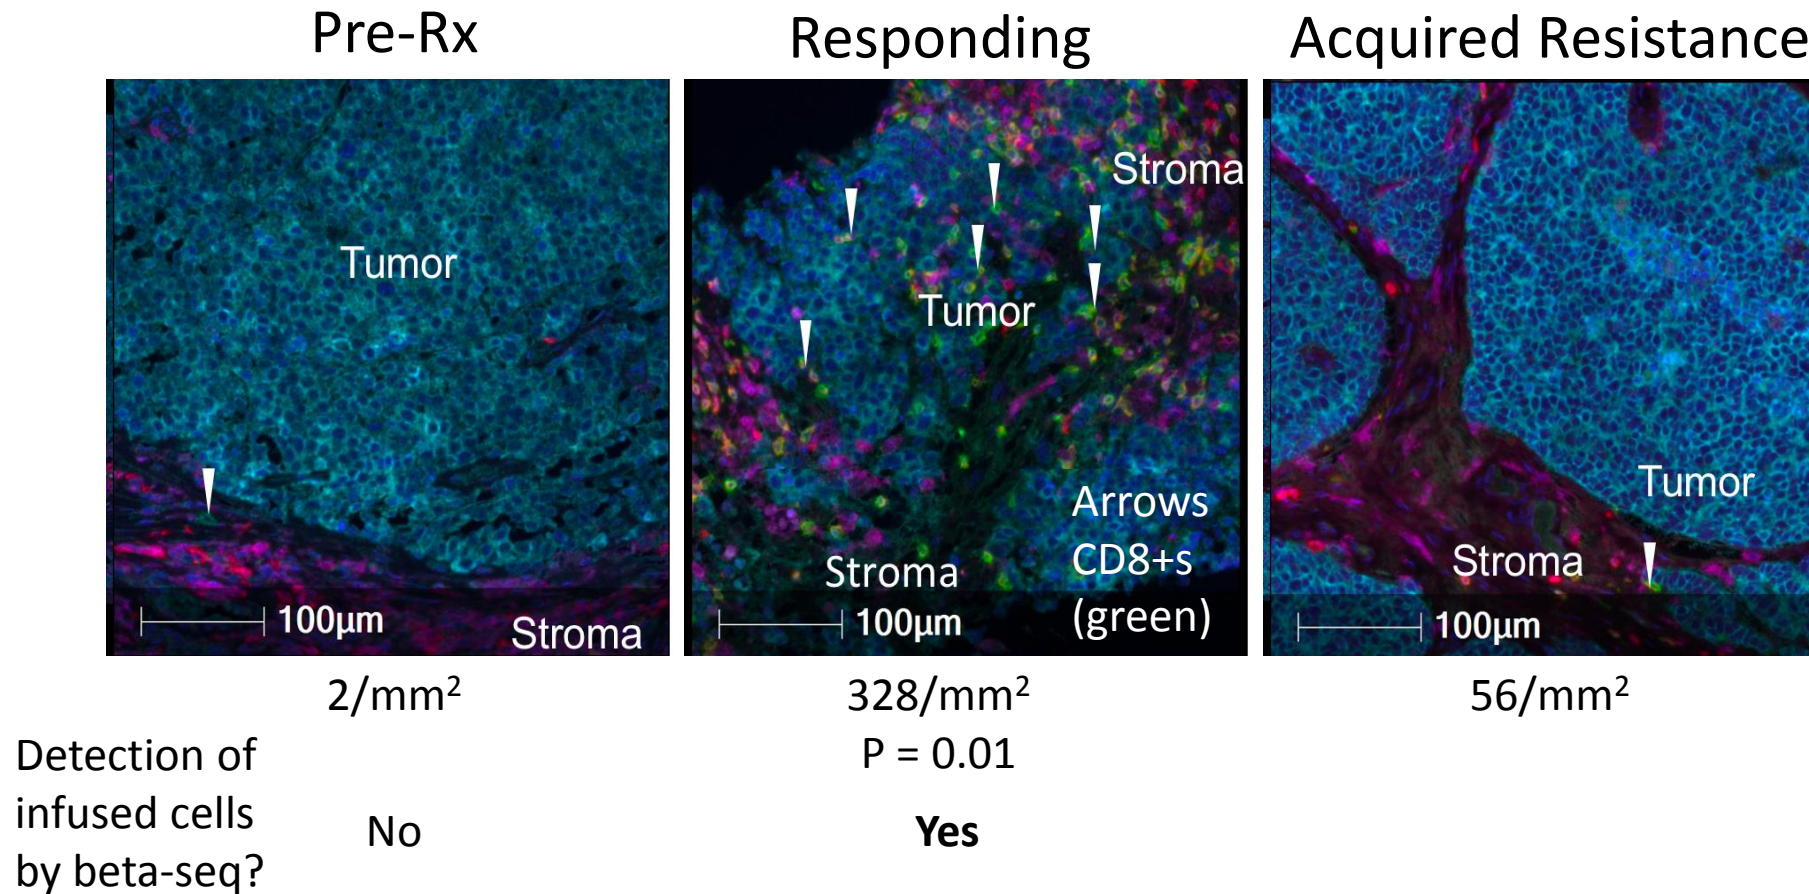 Pre-Rx
Responding
Acquired Resistance
Tumor
100µm
Stroma
Stroma
Tumor
Stroma
100µm
Arrows
CD8+s
(green)
Tumor
Stroma
100µm
2/mm²
328/mm²
56/mm²
P = 0.01
Detection of
infused cells
by beta-seq?
No
Yes